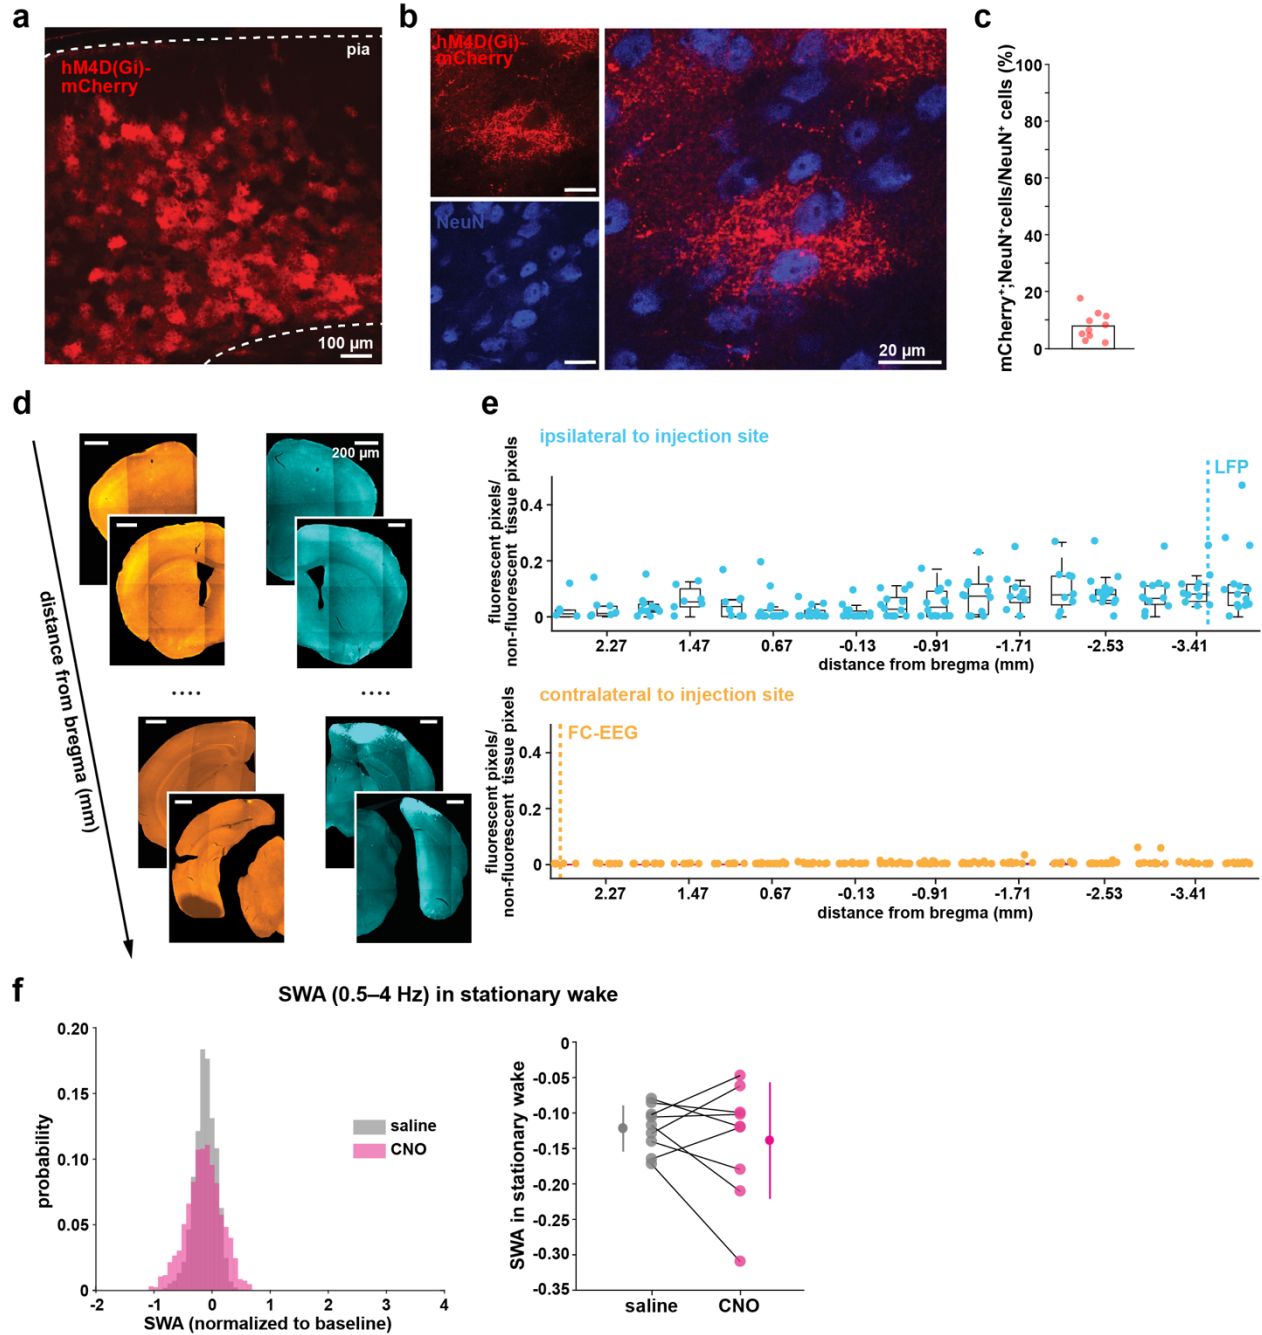 a
pia
hM4D(Gi)-
mCherry
100 µm
b
hM4D(Gi)-
mCherry
NeuN
20 µm
c
mCherry⁺;NeuN⁺cells/NeuN⁺ cells (%)
100
80
60
40
20
0
d
200 µm
distance from bregma (mm)
....
....
e
ipsilateral to injection site
LFP
fluorescent pixels/
non-fluorescent tissue pixels
0.4
0.2
0
2.27 1.47 0.67 -0.13 -0.91 -1.71 -2.53 -3.41
distance from bregma (mm)
contralateral to injection site
FC-EEG
fluorescent pixels/
non-fluorescent tissue pixels
0.4
0.2
0
2.27 1.47 0.67 -0.13 -0.91 -1.71 -2.53 -3.41
distance from bregma (mm)
f
SWA (0.5–4 Hz) in stationary wake
probability
0.20
0.15
0.10
0.05
0
-2 -1 0 1 2 3 4
SWA (normalized to baseline)
saline
CNO
SWA in stationary wake
0
-0.05
-0.10
-0.15
-0.20
-0.25
-0.30
-0.35
saline CNO